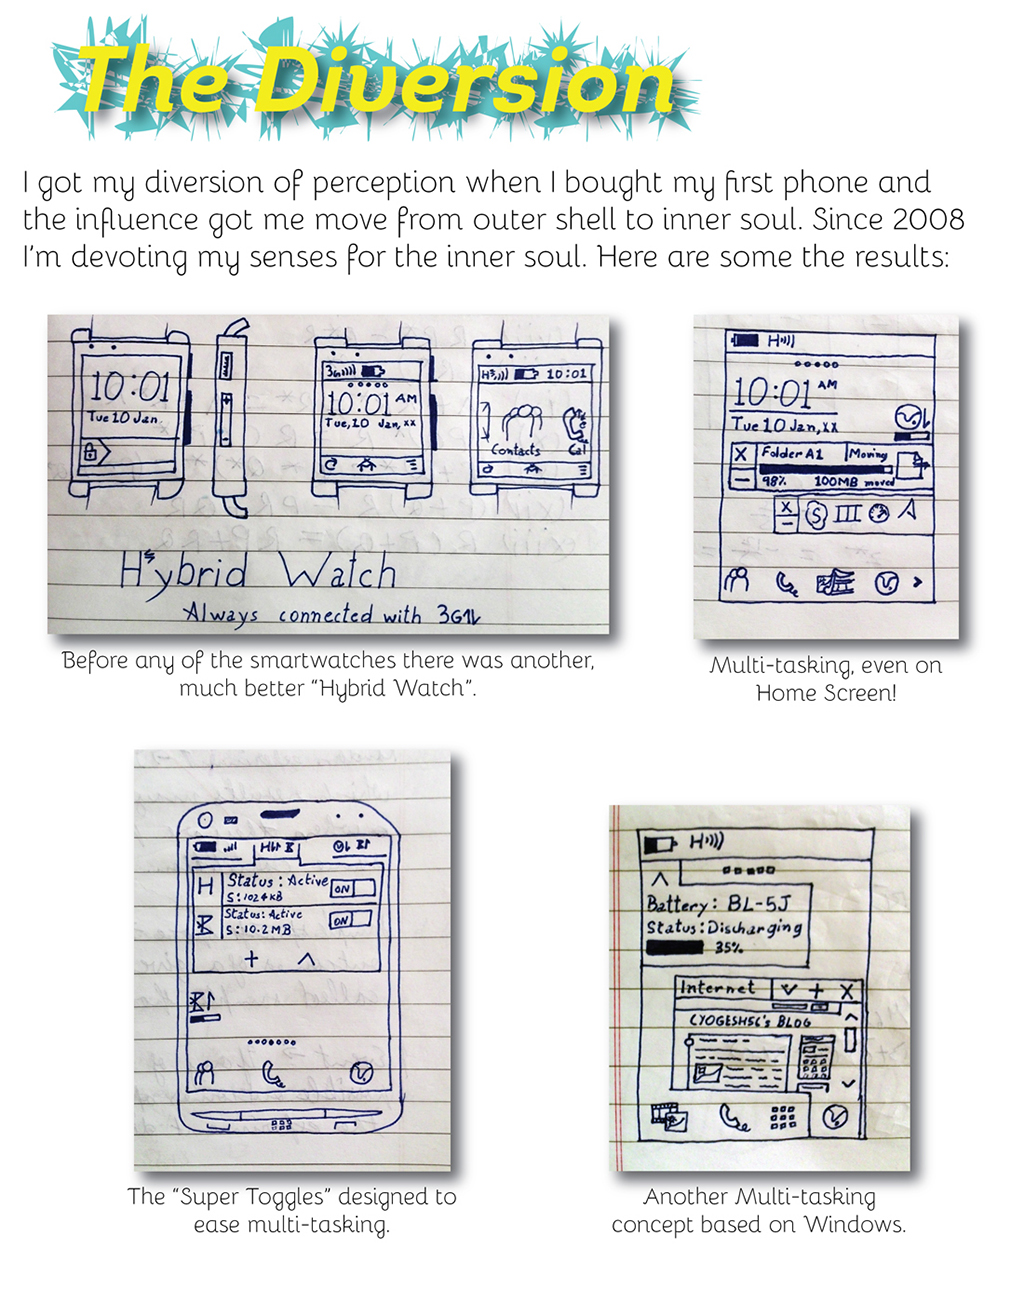 The Diversion
I got my diversion of perception when I bought my first phone and
the influence got me move from outer shell to inner soul. Since 2008
I'm devoting my senses for the inner soul. Here are some the results:
10:01
Tue 10 Jan.
3G
10:01 AM
Tue, 10 Jan, xx
H 10:01
Contacts Cal
Hybrid Watch
Always connected with 3G
Before any of the smartwatches there was another,
much better "Hybrid Watch".
H
10:01 AM
Tue 10 Jan, xx
X Folder A1 Moving
98% 100MB moved
X
Multi-tasking, even on
Home Screen!
H
H Status: Active ON
S: 1024KB
Status: Active ON
S: 10.2MB
+
The "Super Toggles" designed to
ease multi-tasking.
H
Battery: BL-5J
Status: Discharging
35%
Internet + X
CYOGESH56's BLOG
Another Multi-tasking
concept based on Windows.